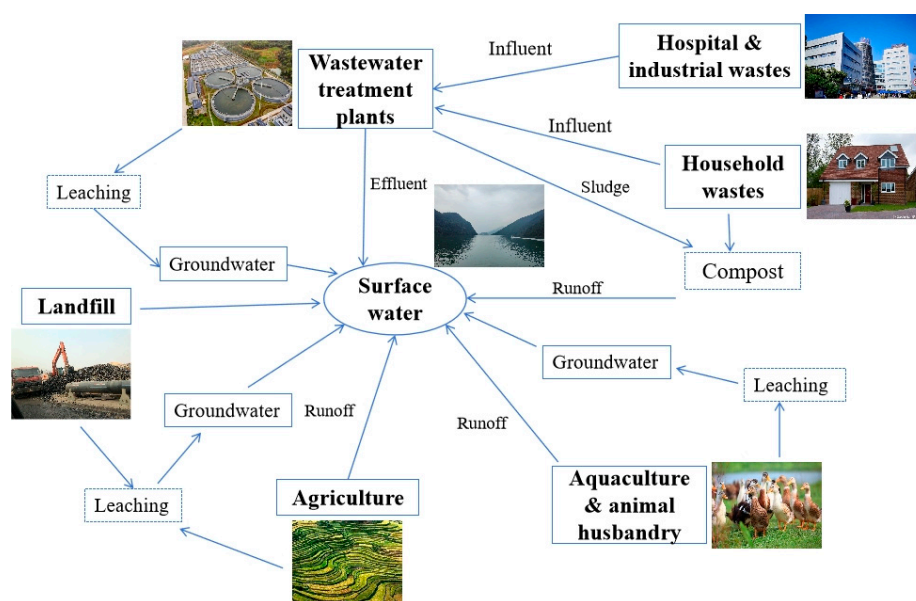 Wastewater
treatment
plants
Influent
Hospital &
industrial wastes
Influent
Household
wastes
Leaching
Effluent
Sludge
Groundwater
Compost
Surface
water
Runoff
Landfill
Groundwater
Leaching
Groundwater
Runoff
Runoff
Leaching
Agriculture
Aquaculture
& animal
husbandry